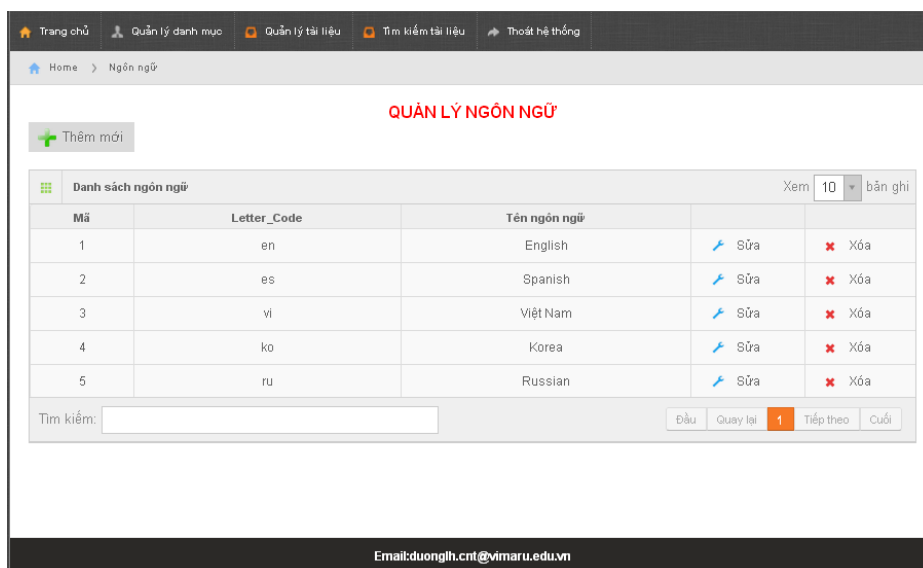 Trang chủ Quản lý danh mục Quản lý tài liệu Tìm kiếm tài liệu Thoát hệ thống
Home > Ngôn ngữ
QUẢN LÝ NGÔN NGỮ
Thêm mới
Danh sách ngôn ngữ Xem 10 bản ghi
Mã Letter_Code Tên ngôn ngữ
1 en English Sửa Xóa
2 es Spanish Sửa Xóa
3 vi Việt Nam Sửa Xóa
4 ko Korea Sửa Xóa
5 ru Russian Sửa Xóa
Tìm kiếm: Đầu Quay lại 1 Tiếp theo Cuối
Email:duonglh.cnt@vimaru.edu.vn